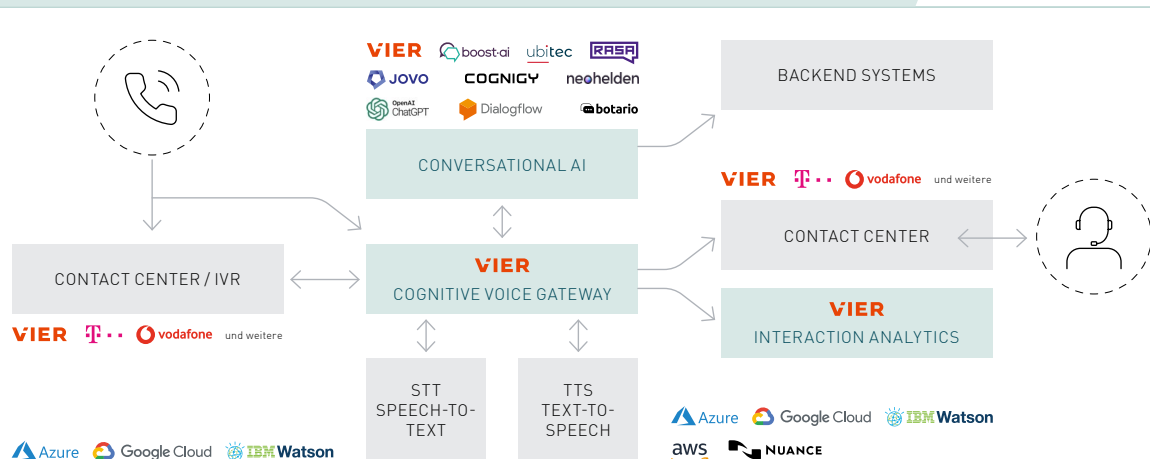 VIER boost.ai ubitec RASA
JOVO COGNIGY neohelden
OpenAI
ChatGPT Dialogflow botario
CONVERSATIONAL AI
BACKEND SYSTEMS
VIER T vodafone und weitere
CONTACT CENTER
CONTACT CENTER / IVR
VIER T vodafone und weitere
VIER
COGNITIVE VOICE GATEWAY
VIER
INTERACTION ANALYTICS
STT
SPEECH-TO-
TEXT
TTS
TEXT-TO-
SPEECH
Azure Google Cloud IBM Watson
Azure Google Cloud IBM Watson
aws NUANCE